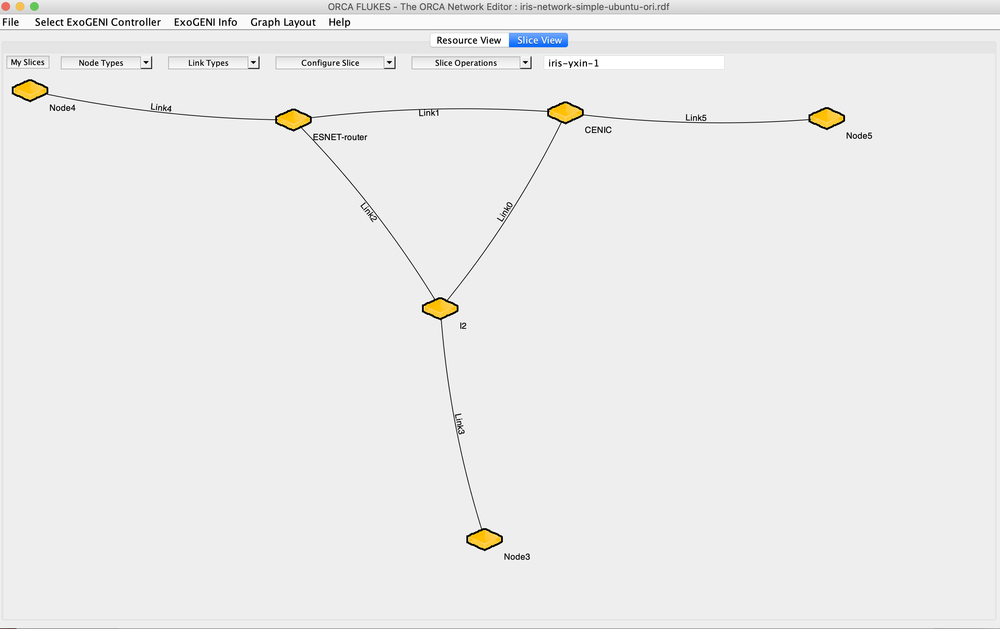 ORCA FLUKES - The ORCA Network Editor : iris-network-simple-ubuntu-ori.rdf
File Select ExoGENI Controller ExoGENI Info Graph Layout Help
Resource View Slice View
My Slices Node Types Link Types Configure Slice Slice Operations iris-yxin-1
Node4
Link4
ESNET-router
Link1
CENIC
Link5
Node5
Link2
Link0
I2
Link3
Node3